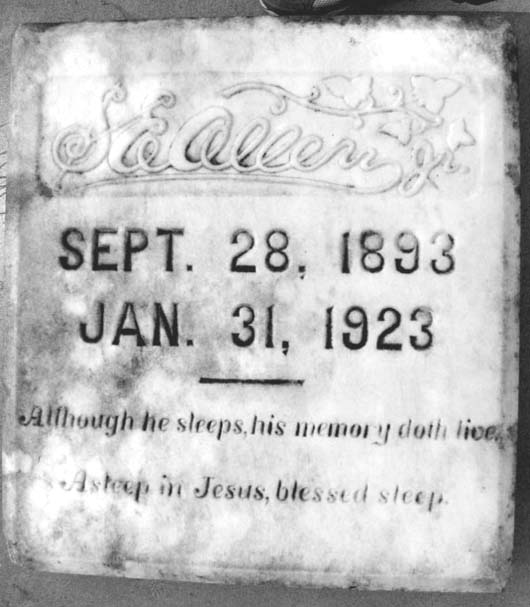 S E Allen Jr.
SEPT. 28, 1893
JAN. 31, 1923
Although he sleeps, his memory doth live,
Asleep in Jesus, blessed sleep.